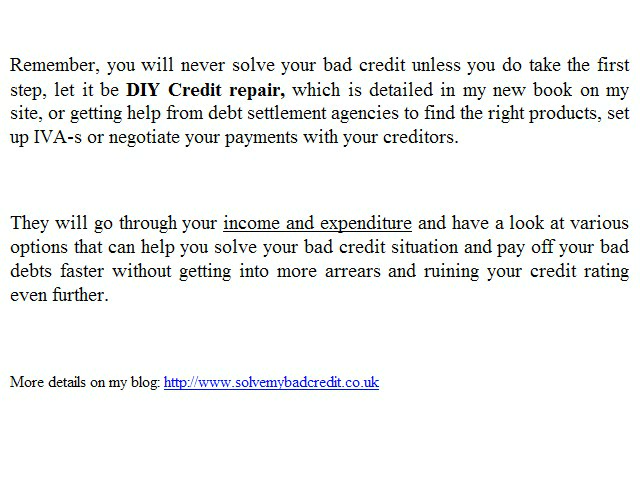 Remember, you will never solve your bad credit unless you do take the first
step, let it be DIY Credit repair, which is detailed in my new book on my
site, or getting help from debt settlement agencies to find the right products, set
up IVA-s or negotiate your payments with your creditors.
They will go through your income and expenditure and have a look at various
options that can help you solve your bad credit situation and pay off your bad
debts faster without getting into more arrears and ruining your credit rating
even further.
More details on my blog: http://www.solvemybadcredit.co.uk